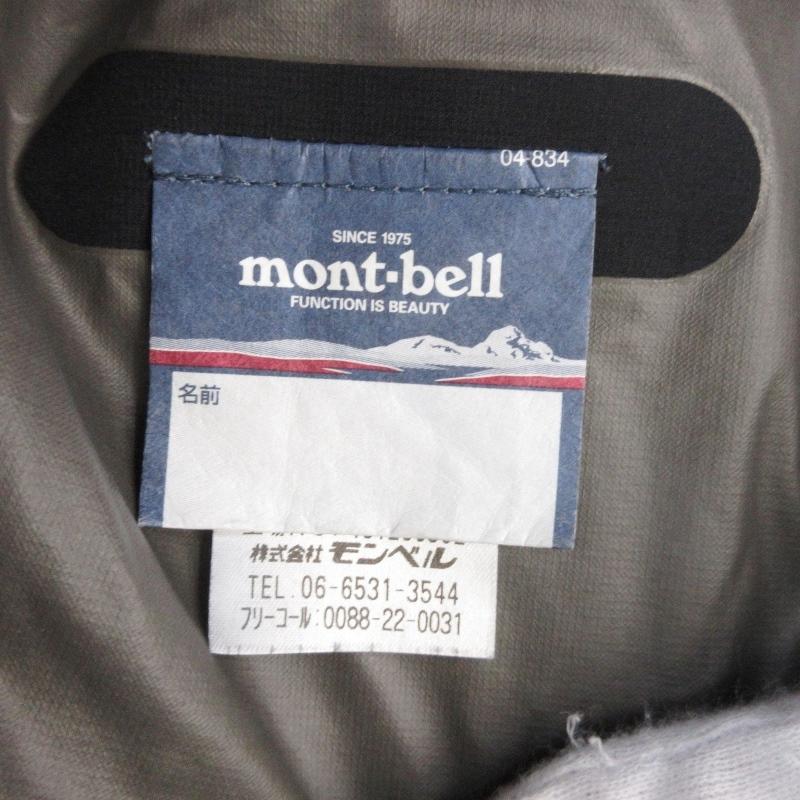 04-834
SINCE 1975
mont-bell
FUNCTION IS BEAUTY
名前
株式会社 モンベル
TEL. 06-6531-3544
フリーコール:0088-22-0031